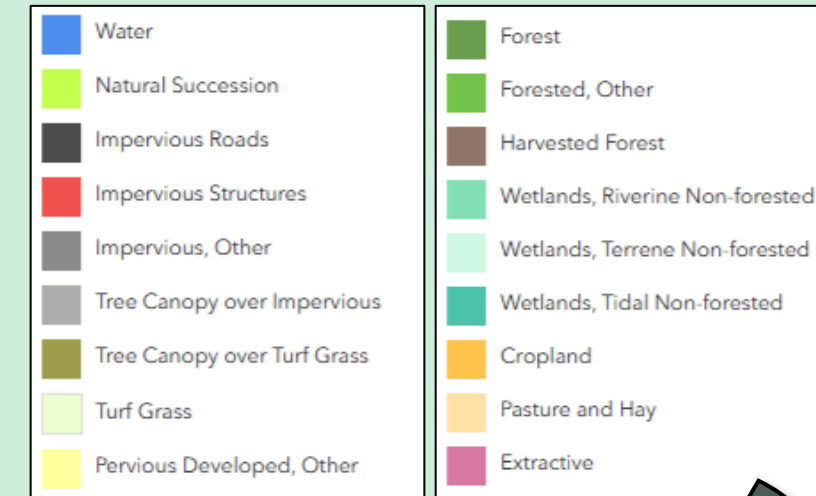 Water
Natural Succession
Impervious Roads
Impervious Structures
Impervious, Other
Tree Canopy over Impervious
Tree Canopy over Turf Grass
Turf Grass
Pervious Developed, Other
Forest
Forested, Other
Harvested Forest
Wetlands, Riverine Non-forested
Wetlands, Terrene Non-forested
Wetlands, Tidal Non-forested
Cropland
Pasture and Hay
Extractive